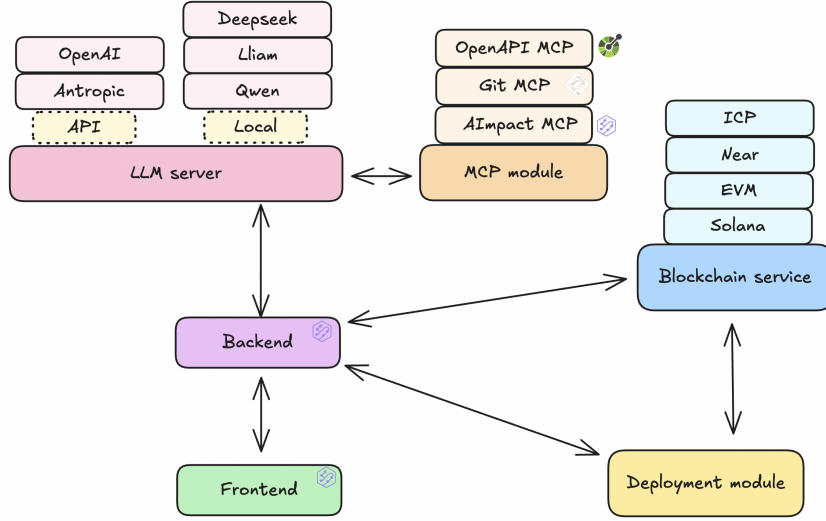 Deepseek
OpenAI
Lliam
Antropic
Qwen
API
Local
LLM server
OpenAPI MCP
Git MCP
AImpact MCP
MCP module
ICP
Near
EVM
Solana
Blockchain service
Backend
Frontend
Deployment module